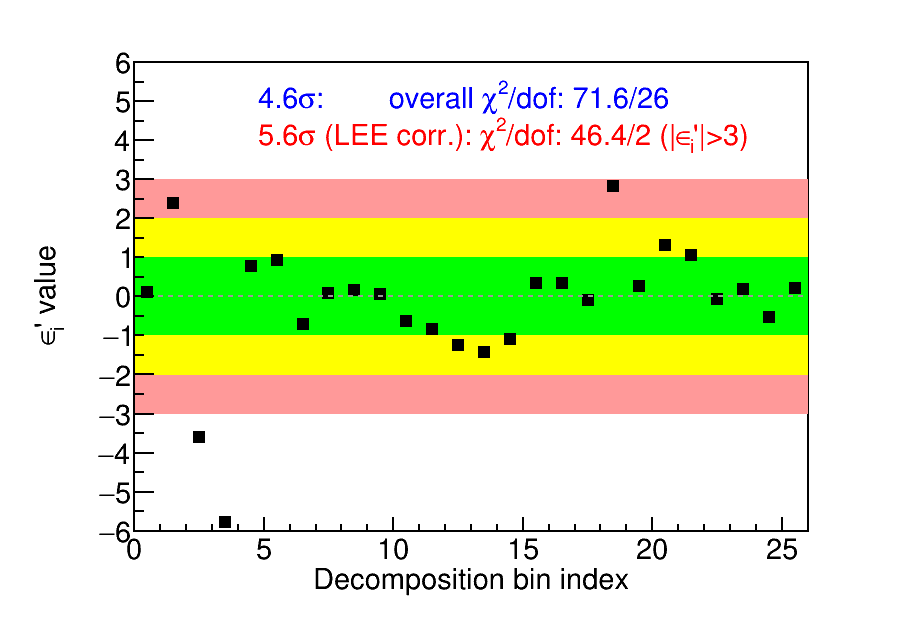 4.6σ: overall χ²/dof: 71.6/26
5.6σ (LEE corr.): χ²/dof: 46.4/2 (|ϵᵢ'|>3)
ϵᵢ' value
6
5
4
3
2
1
0
−1
−2
−3
−4
−5
−6
0 5 10 15 20 25
Decomposition bin index